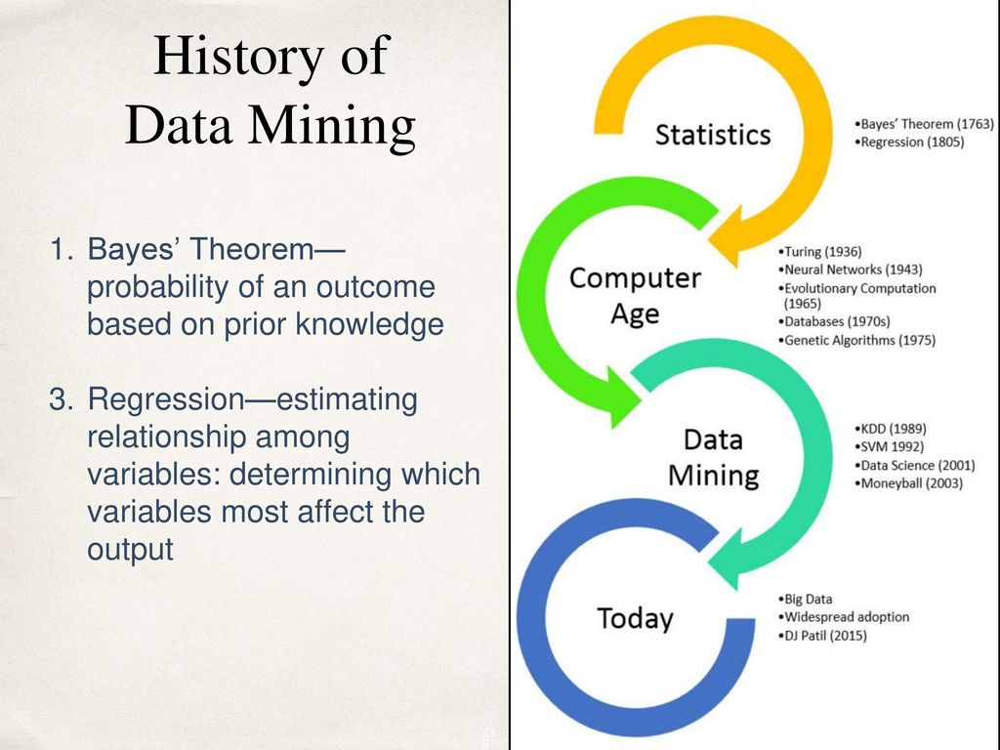 History of
Data Mining
1. Bayes’ Theorem—
probability of an outcome
based on prior knowledge
3. Regression—estimating
relationship among
variables: determining which
variables most affect the
output
Statistics
•Bayes’ Theorem (1763)
•Regression (1805)
Computer
Age
•Turing (1936)
•Neural Networks (1943)
•Evolutionary Computation
(1965)
•Databases (1970s)
•Genetic Algorithms (1975)
Data
Mining
•KDD (1989)
•SVM 1992)
•Data Science (2001)
•Moneyball (2003)
Today
•Big Data
•Widespread adoption
•DJ Patil (2015)